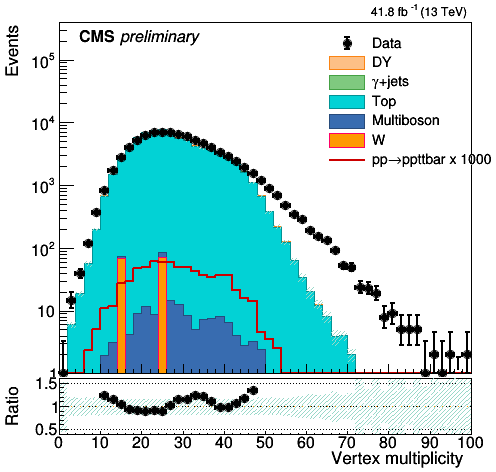 41.8 fb⁻¹ (13 TeV)
CMS preliminary
Events
10⁵
10⁴
10³
10²
10
1
Data
DY
γ+jets
Top
Multiboson
W
pp→ppttbar x 1000
Ratio
1.5
1
0.5
0 10 20 30 40 50 60 70 80 90 100
Vertex multiplicity